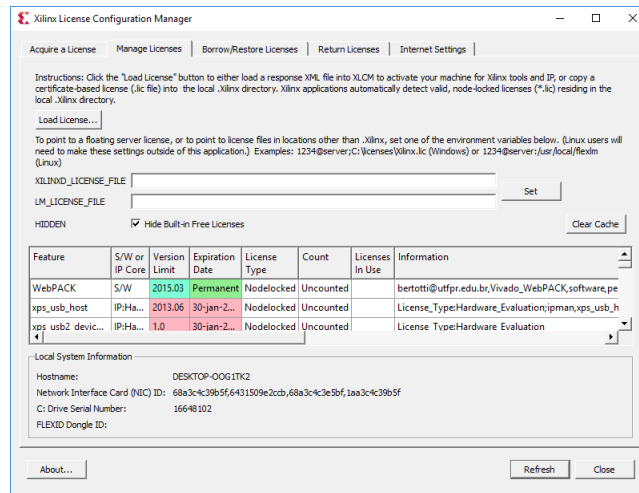 Xilinx License Configuration Manager
Acquire a License
Manage Licenses
Borrow/Restore Licenses
Return Licenses
Internet Settings
Instructions: Click the "Load License" button to either load a response XML file into XLCM to activate your machine for Xilinx tools and IP, or copy a
certificate-based license (.lic file) into the local .Xilinx directory. Xilinx applications automatically detect valid, node-locked licenses (*.lic) residing in the
local .Xilinx directory.
Load License...
To point to a floating server license, or to point to license files in locations other than .Xilinx, set one of the environment variables below. (Linux users will
need to make these settings outside of this application.) Examples: 1234@server;C:\licenses\Xilinx.lic (Windows) or 1234@server:/usr/local/flexlm
(Linux)
XILINXD_LICENSE_FILE
LM_LICENSE_FILE
Set
HIDDEN
Hide Built-in Free Licenses
Clear Cache
Feature S/W or IP Core Version Limit Expiration Date License Type Count Licenses In Use Information
WebPACK S/W 2015.03 Permanent Nodelocked Uncounted bertotti@utfpr.edu.br,Vivado_WebPACK,software,pe
xps_usb_host IP:Ha... 2013.06 30-jan-2... Nodelocked Uncounted License_Type:Hardware_Evaluation;ipman,xps_usb_h
xps_usb2_devic... IP:Ha... 1.0 30-jan-2... Nodelocked Uncounted License_Type:Hardware_Evaluation
Local System Information
Hostname: DESKTOP-OOG1TK2
Network Interface Card (NIC) ID: 68a3c4c39b5f,6431509e2ccb,68a3c4c3e5bf,1aa3c4c39b5f
C: Drive Serial Number: 16648102
FLEXID Dongle ID:
About...
Refresh
Close